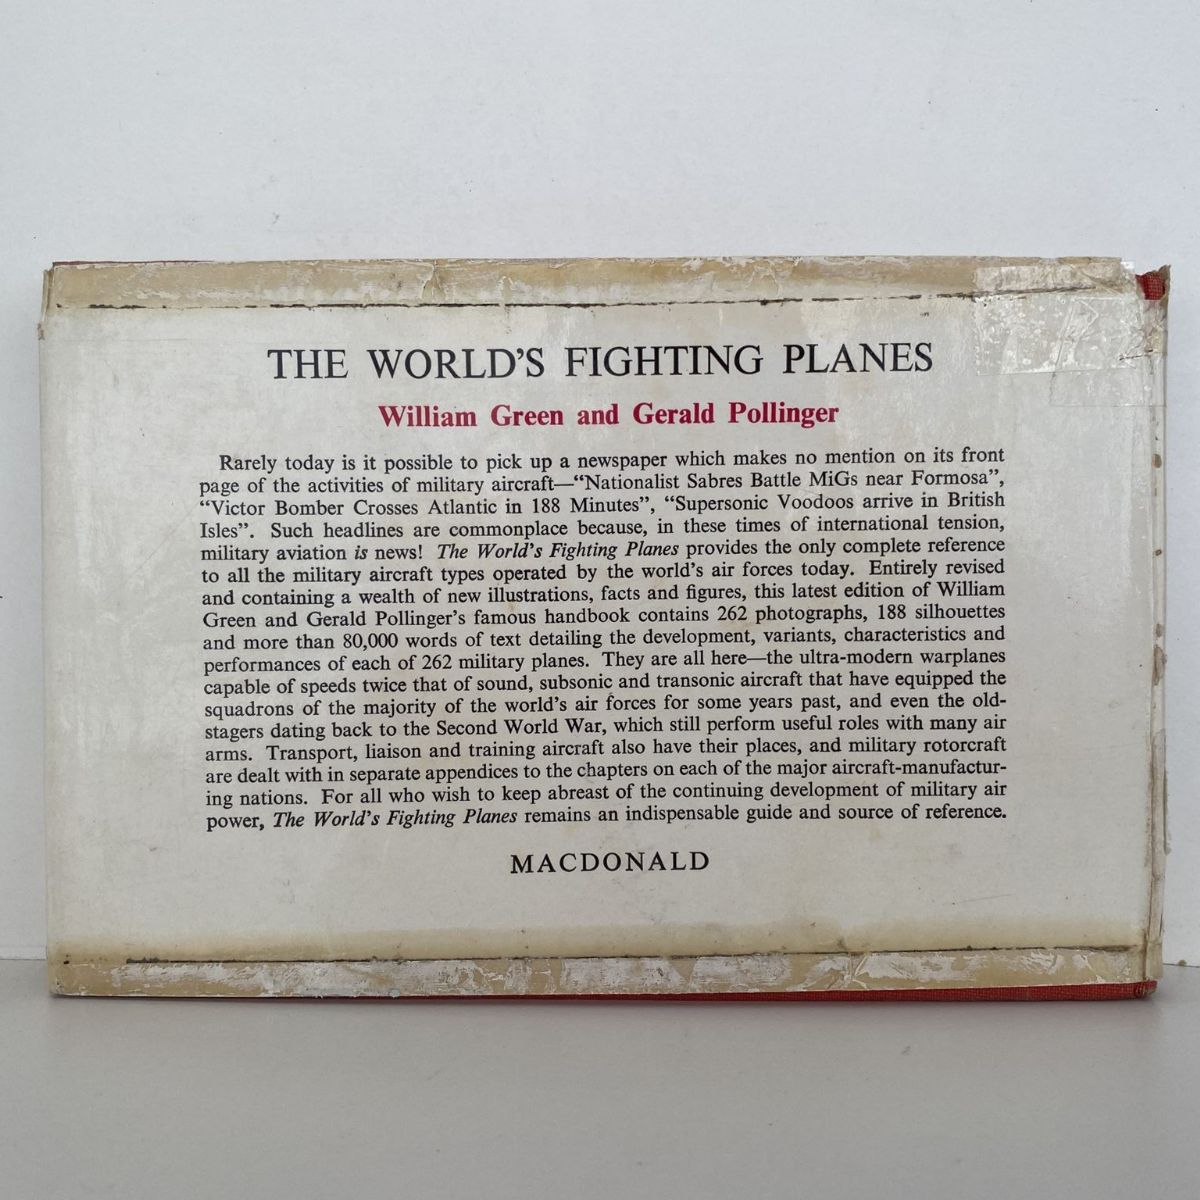 THE WORLD'S FIGHTING PLANES
William Green and Gerald Pollinger
Rarely today is it possible to pick up a newspaper which makes no mention on its front
page of the activities of military aircraft—“Nationalist Sabres Battle MiGs near Formosa”,
“Victor Bomber Crosses Atlantic in 188 Minutes”, “Supersonic Voodoos arrive in British
Isles”. Such headlines are commonplace because, in these times of international tension,
military aviation is news! The World's Fighting Planes provides the only complete reference
to all the military aircraft types operated by the world's air forces today. Entirely revised
and containing a wealth of new illustrations, facts and figures, this latest edition of William
Green and Gerald Pollinger's famous handbook contains 262 photographs, 188 silhouettes
and more than 80,000 words of text detailing the development, variants, characteristics and
performances of each of 262 military planes. They are all here—the ultra-modern warplanes
capable of speeds twice that of sound, subsonic and transonic aircraft that have equipped the
squadrons of the majority of the world's air forces for some years past, and even the old-
stagers dating back to the Second World War, which still perform useful roles with many air
arms. Transport, liaison and training aircraft also have their places, and military rotorcraft
are dealt with in separate appendices to the chapters on each of the major aircraft-manufactur-
ing nations. For all who wish to keep abreast of the continuing development of military air
power, The World's Fighting Planes remains an indispensable guide and source of reference.
MACDONALD